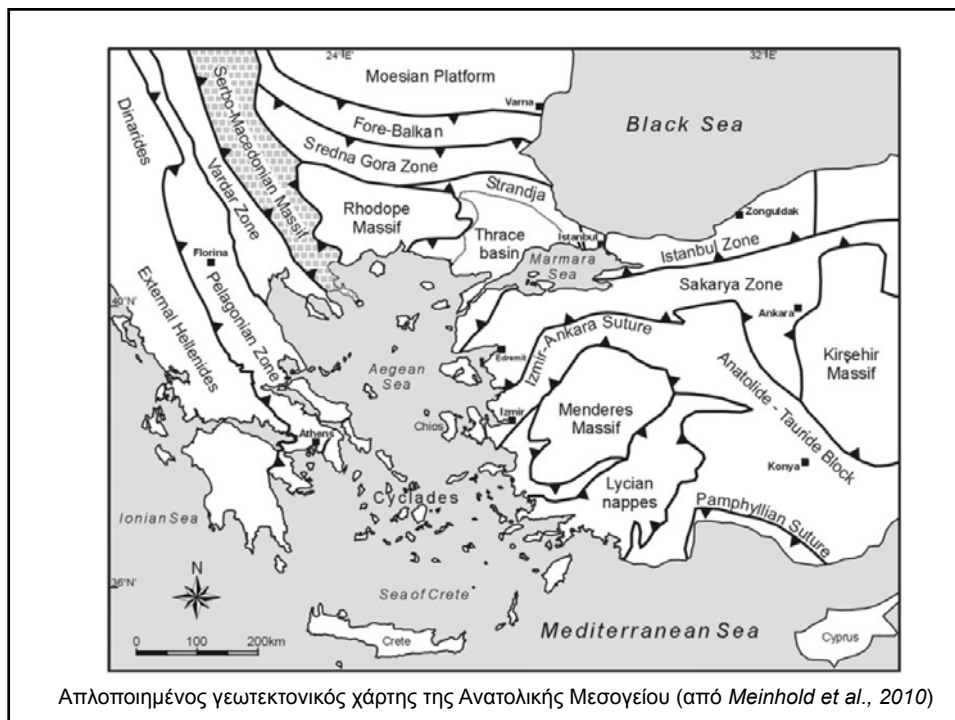 24°E
32°E
Moesian Platform
Varna
Black Sea
Fore-Balkan
Sredna Gora Zone
Serbo-Macedonian Massif
Dinarides
Vardar Zone
Strandja
Zonguldak
Rhodope
Massif
Thrace
basin
Istanbul
Istanbul Zone
Marmara
Sea
Florina
Pelagonian Zone
External Hellenides
40°N
Sakarya Zone
Ankara
Izmir-Ankara Suture
Edremit
Aegean
Sea
Kirşehir
Massif
Anatolide - Tauride Block
Menderes
Massif
Izmir
Chios
Athens
Konya
Lycian
nappes
Cyclades
Pamphyllian Suture
Ionian Sea
36°N
N
Sea of Crete
Mediterranean Sea
0 100 200km
Crete
Cyprus
Απλοποιημένος γεωτεκτονικός χάρτης της Ανατολικής Μεσογείου (από Meinhold et al., 2010)